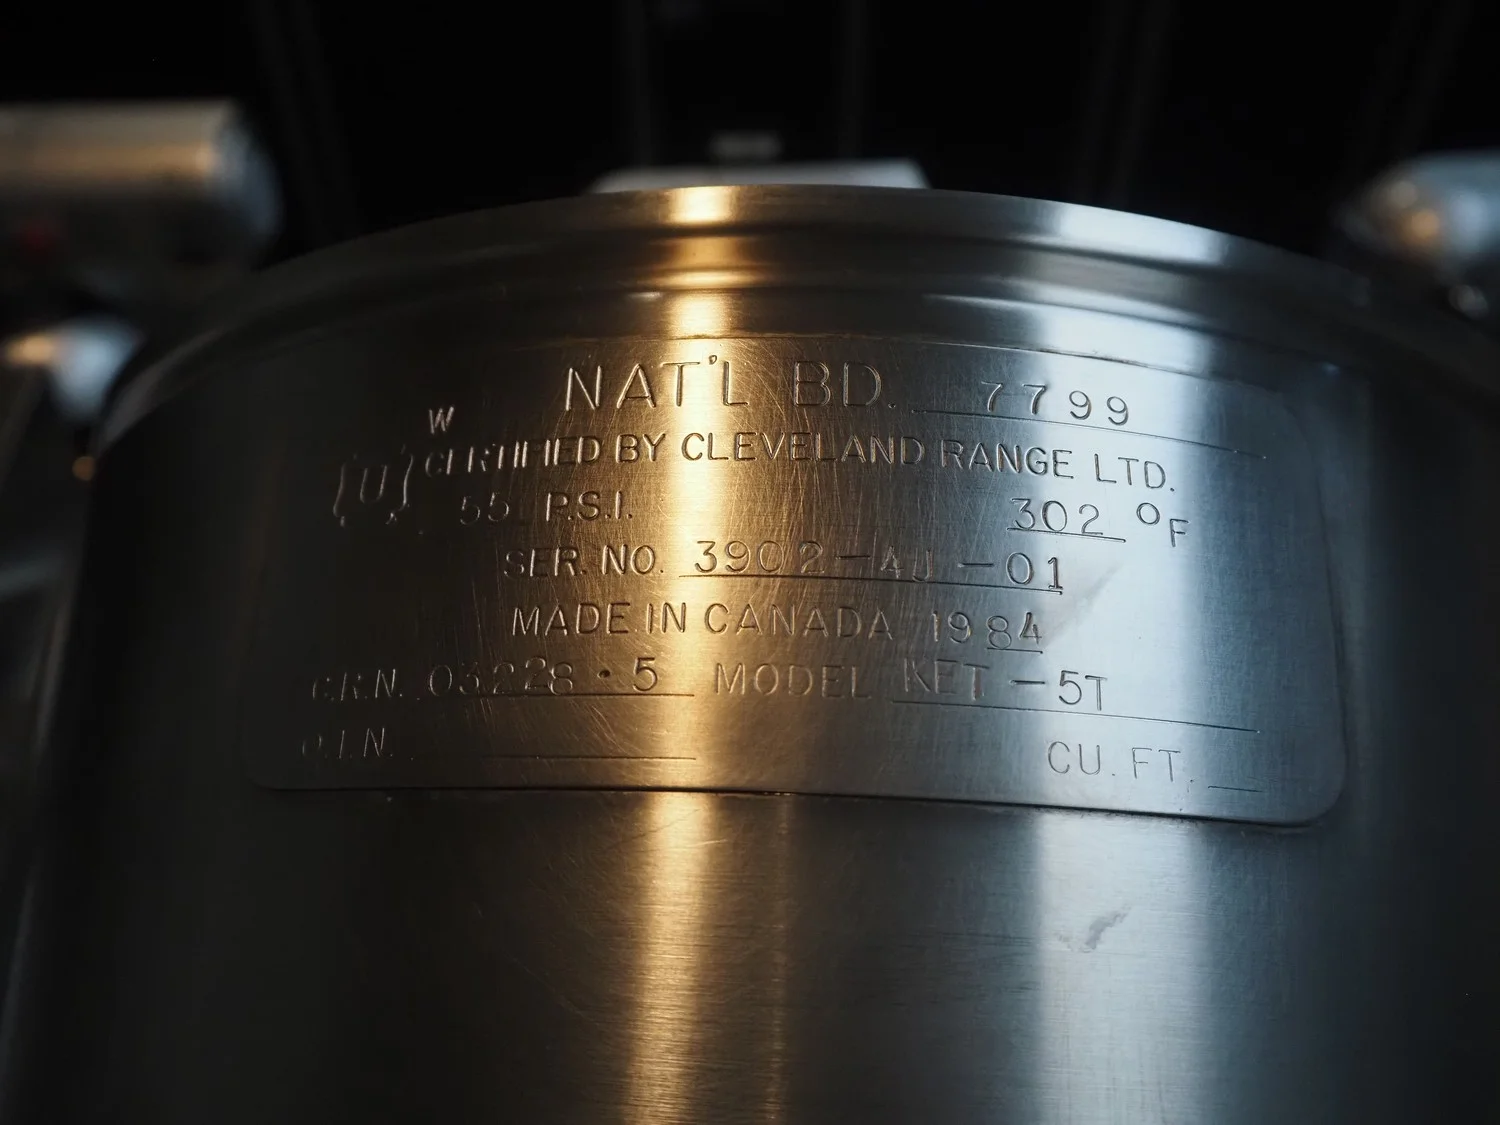 NAT'L BD. 7799
W
U CERTIFIED BY CLEVELAND RANGE LTD.
55 P.S.I. 302 °F
SER. NO. 3902-4U-01
MADE IN CANADA 1984
C.R.N. 03228·5 MODEL KET-5T
CU. FT.